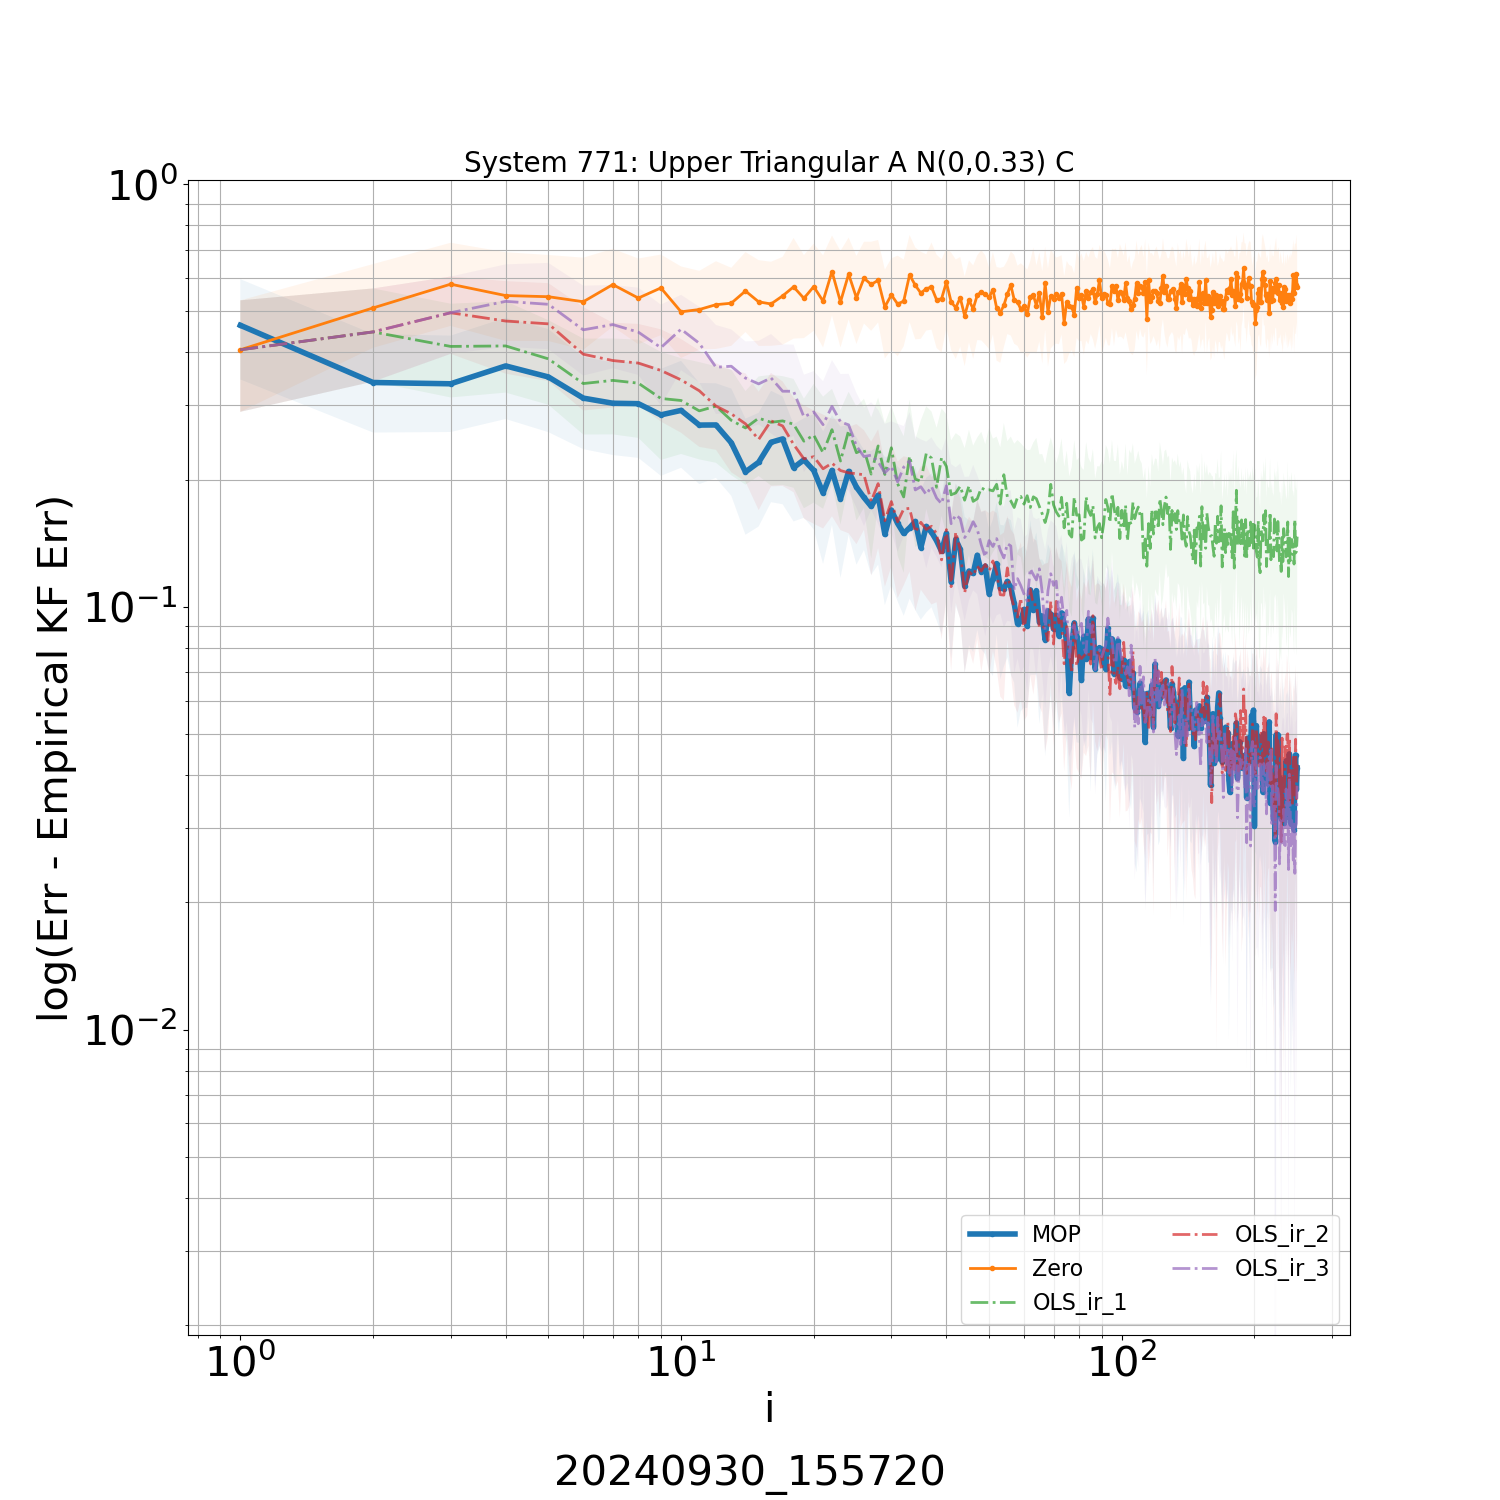 System 771: Upper Triangular A N(0,0.33) C
log(Err - Empirical KF Err)
10⁰
10⁻¹
10⁻²
10⁰ 10¹ 10²
i
MOP OLS_ir_2
Zero OLS_ir_3
OLS_ir_1
20240930_155720